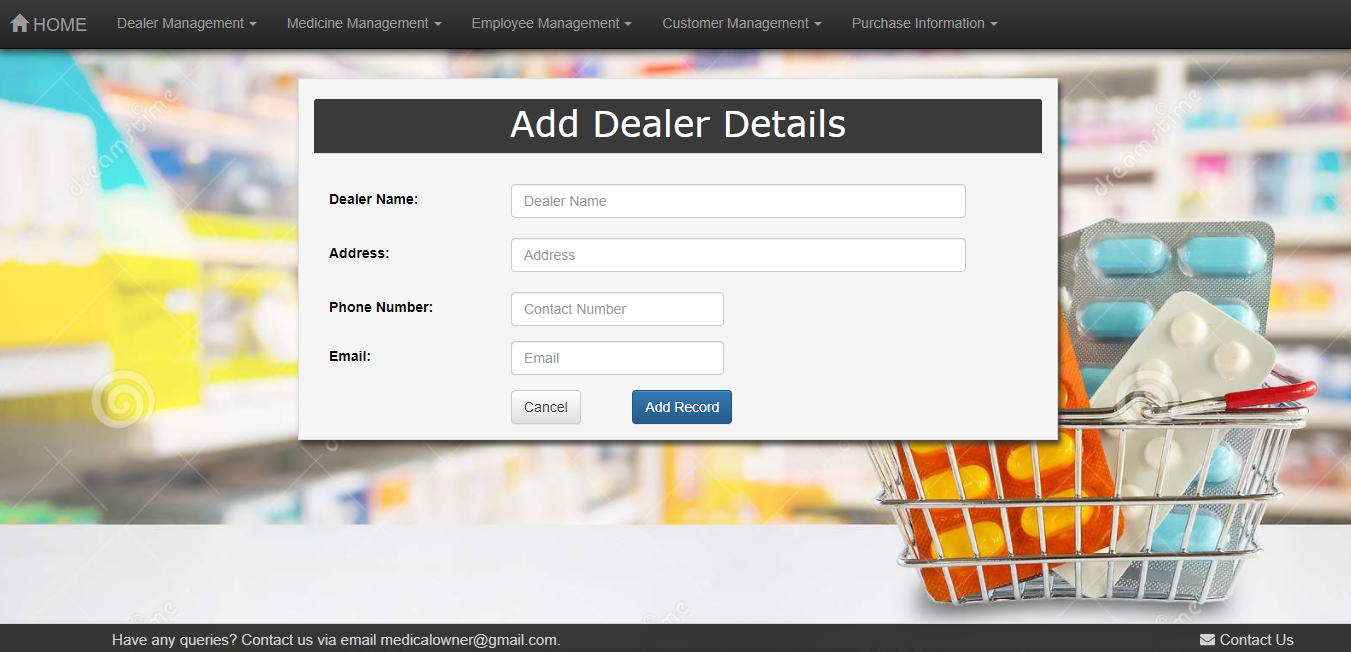 HOME Dealer Management Medicine Management Employee Management Customer Management Purchase Information
Add Dealer Details
Dealer Name: Dealer Name
Address: Address
Phone Number: Contact Number
Email: Email
Cancel Add Record
dreamstime
dreamstime
Have any queries? Contact us via email medicalowner@gmail.com. Contact Us